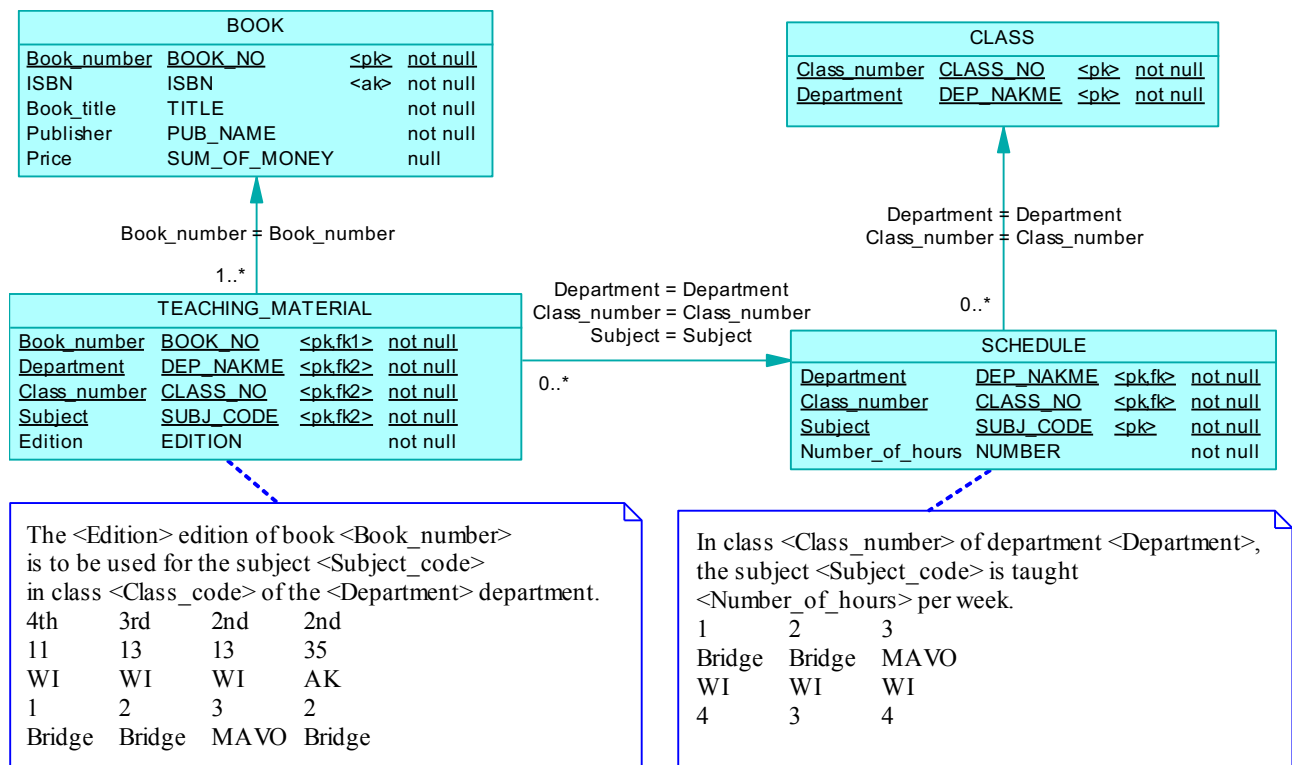 BOOK
Book_number BOOK_NO <pk> not null
ISBN ISBN <ak> not null
Book_title TITLE not null
Publisher PUB_NAME not null
Price SUM_OF_MONEY null
CLASS
Class_number CLASS_NO <pk> not null
Department DEP_NAKME <pk> not null
Book_number = Book_number
1..*
Department = Department
Class_number = Class_number
0..*
TEACHING_MATERIAL
Book_number BOOK_NO <pk,fk1> not null
Department DEP_NAKME <pk,fk2> not null
Class_number CLASS_NO <pk,fk2> not null
Subject SUBJ_CODE <pk,fk2> not null
Edition EDITION not null
Department = Department
Class_number = Class_number
Subject = Subject
0..*
SCHEDULE
Department DEP_NAKME <pk,fk> not null
Class_number CLASS_NO <pk,fk> not null
Subject SUBJ_CODE <pk> not null
Number_of_hours NUMBER not null
The <Edition> edition of book <Book_number>
is to be used for the subject <Subject_code>
in class <Class_code> of the <Department> department.
4th 3rd 2nd 2nd
11 13 13 35
WI WI WI AK
1 2 3 2
Bridge Bridge MAVO Bridge
In class <Class_number> of department <Department>,
the subject <Subject_code> is taught
<Number_of_hours> per week.
1 2 3
Bridge Bridge MAVO
WI WI WI
4 3 4